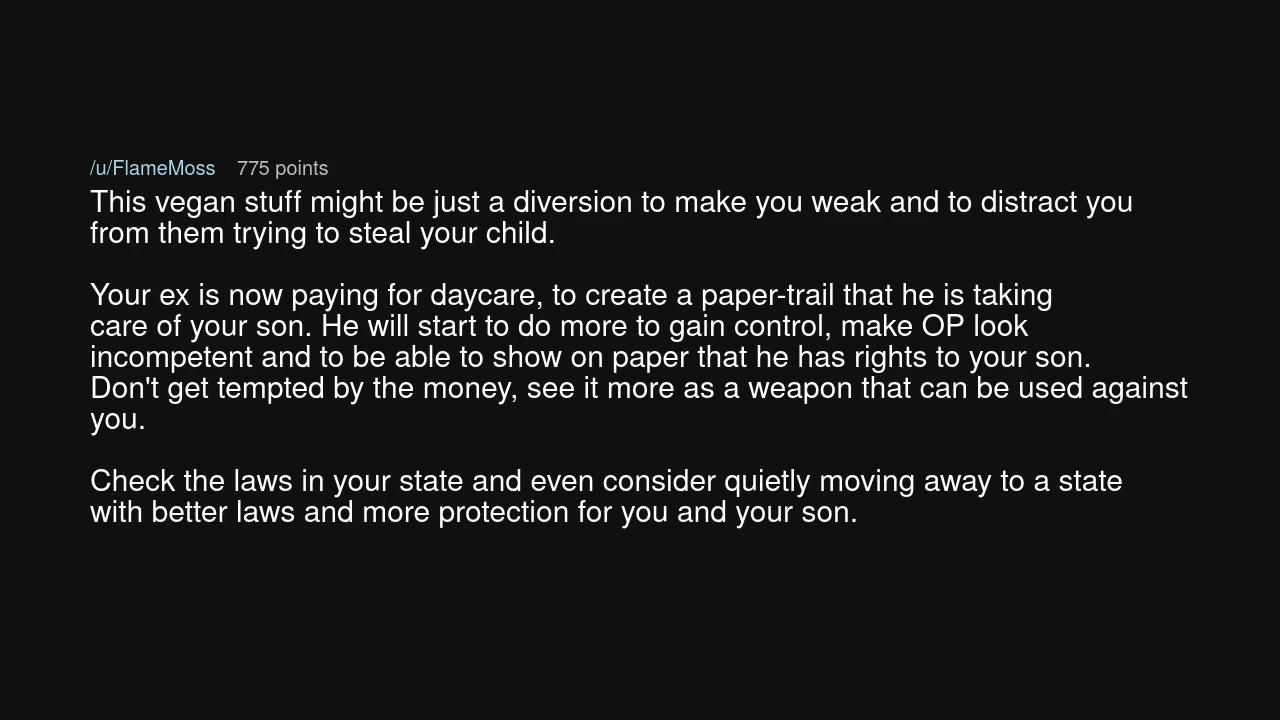 /u/FlameMoss 775 points
This vegan stuff might be just a diversion to make you weak and to distract you
from them trying to steal your child.
Your ex is now paying for daycare, to create a paper-trail that he is taking
care of your son. He will start to do more to gain control, make OP look
incompetent and to be able to show on paper that he has rights to your son.
Don't get tempted by the money, see it more as a weapon that can be used against
you.
Check the laws in your state and even consider quietly moving away to a state
with better laws and more protection for you and your son.